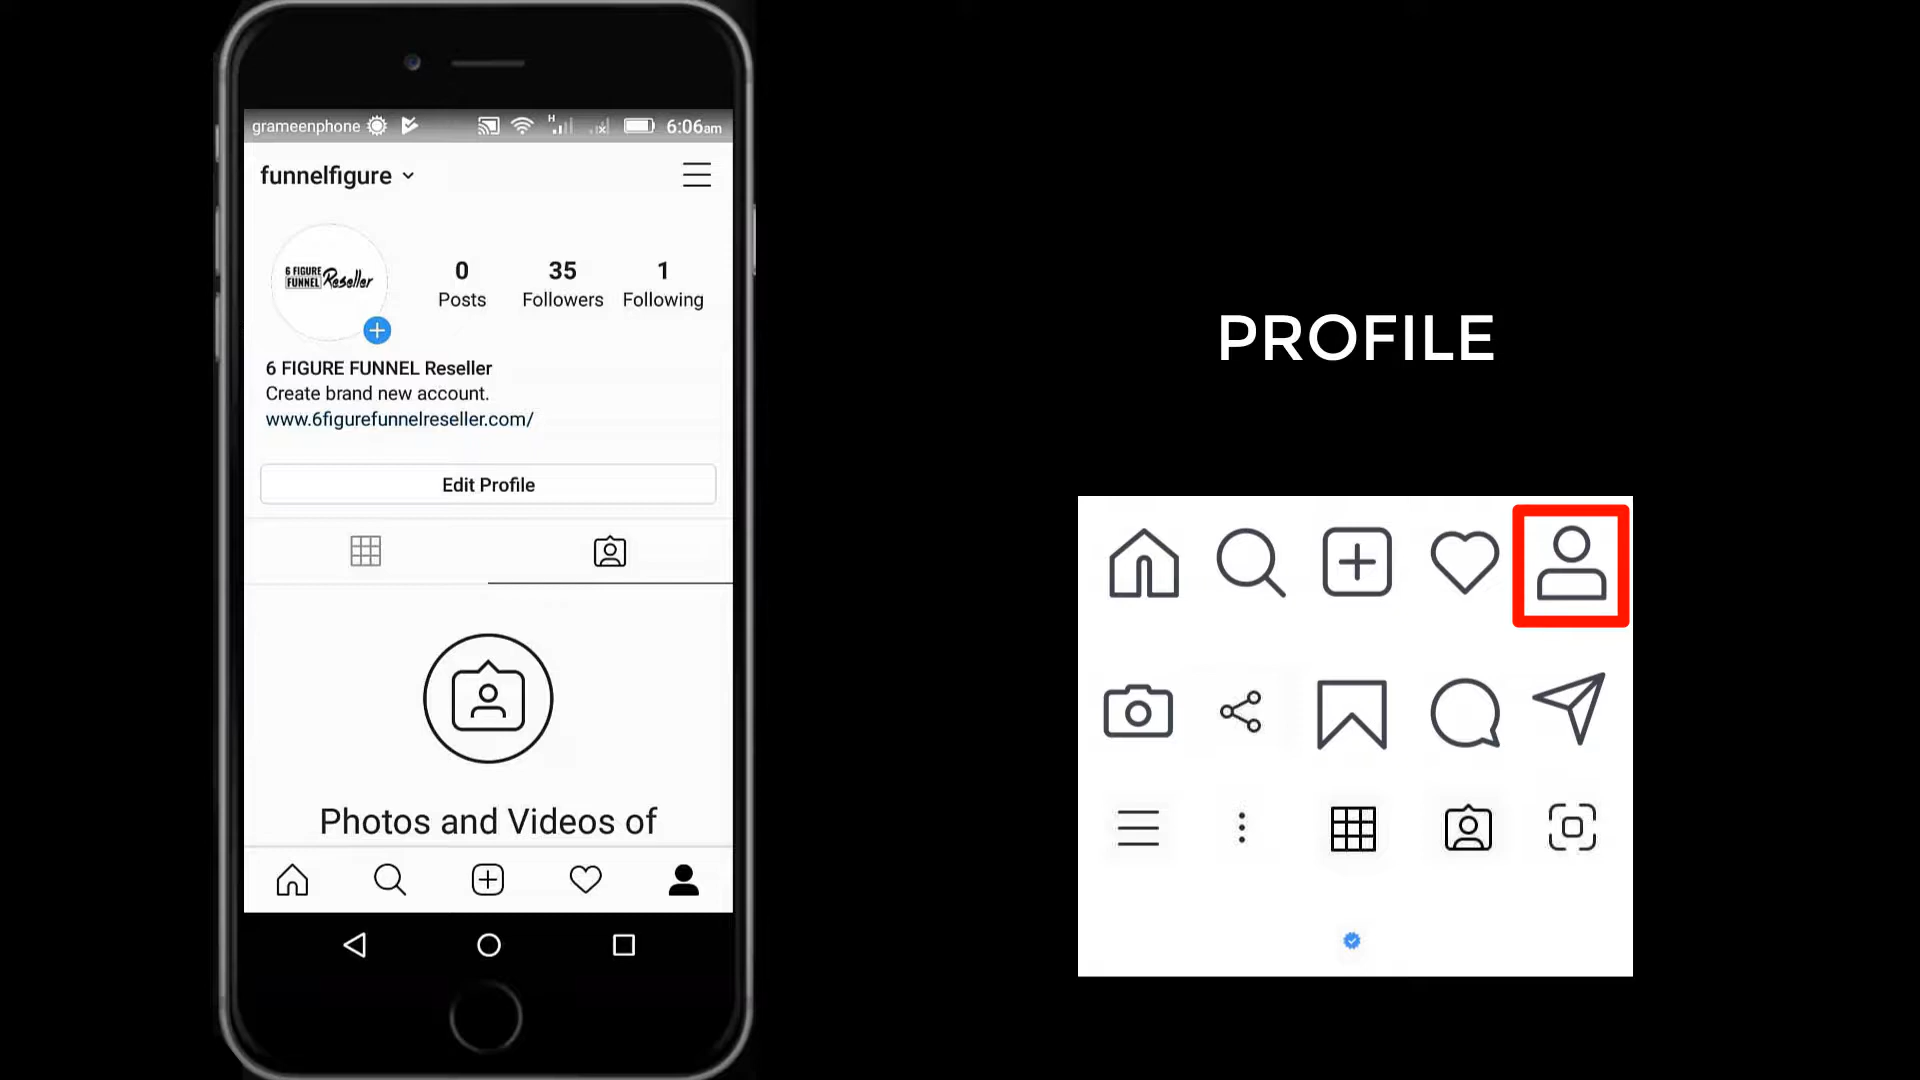 grameenphone
H
6:06am
funnelfigure
6 FIGURE
FUNNEL Reseller
0
35
1
Posts
Followers
Following
6 FIGURE FUNNEL Reseller
Create brand new account.
www.6figurefunnelreseller.com/
Edit Profile
Photos and Videos of
PROFILE